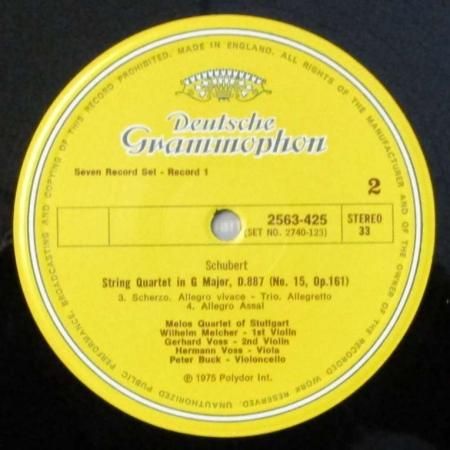 MADE IN ENGLAND. ALL RIGHTS OF THE MANUFACTURER AND OF THE OWNER OF THE RECORDED WORK RESERVED. UNAUTHORIZED PUBLIC PERFORMANCE, BROADCASTING AND COPYING OF THIS RECORD PROHIBITED.
Deutsche
Grammophon
Seven Record Set - Record 1
2
2563-425
(SET NO. 2740-123)
STEREO
33
Schubert
String Quartet in G Major, D.887 (No. 15, Op.161)
3. Scherzo. Allegro vivace - Trio. Allegretto
4. Allegro Assai
Melos Quartet of Stuttgart
Wilhelm Melcher - 1st Violin
Gerhard Voss - 2nd Violin
Hermann Voss - Viola
Peter Buck - Violoncello
℗ 1975 Polydor Int.